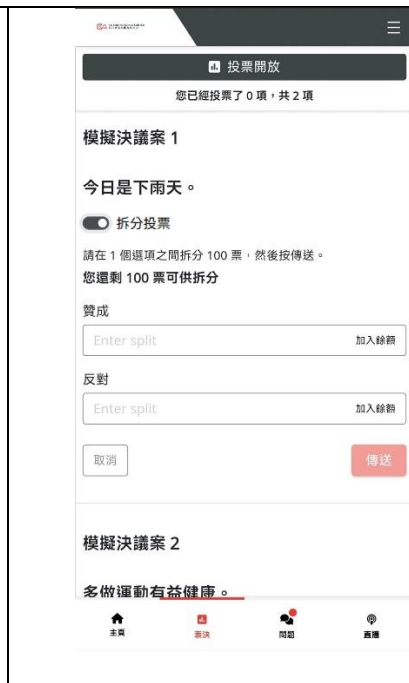 投票開放
您已經投票了 0 項，共 2 項
模擬決議案 1
今日是下雨天。
拆分投票
請在 1 個選項之間拆分 100 票，然後按傳送。
您還剩 100 票可供拆分
贊成
Enter split 加入餘額
反對
Enter split 加入餘額
取消 傳送
模擬決議案 2
多做運動有益健康。
主頁 表決 問題 直播